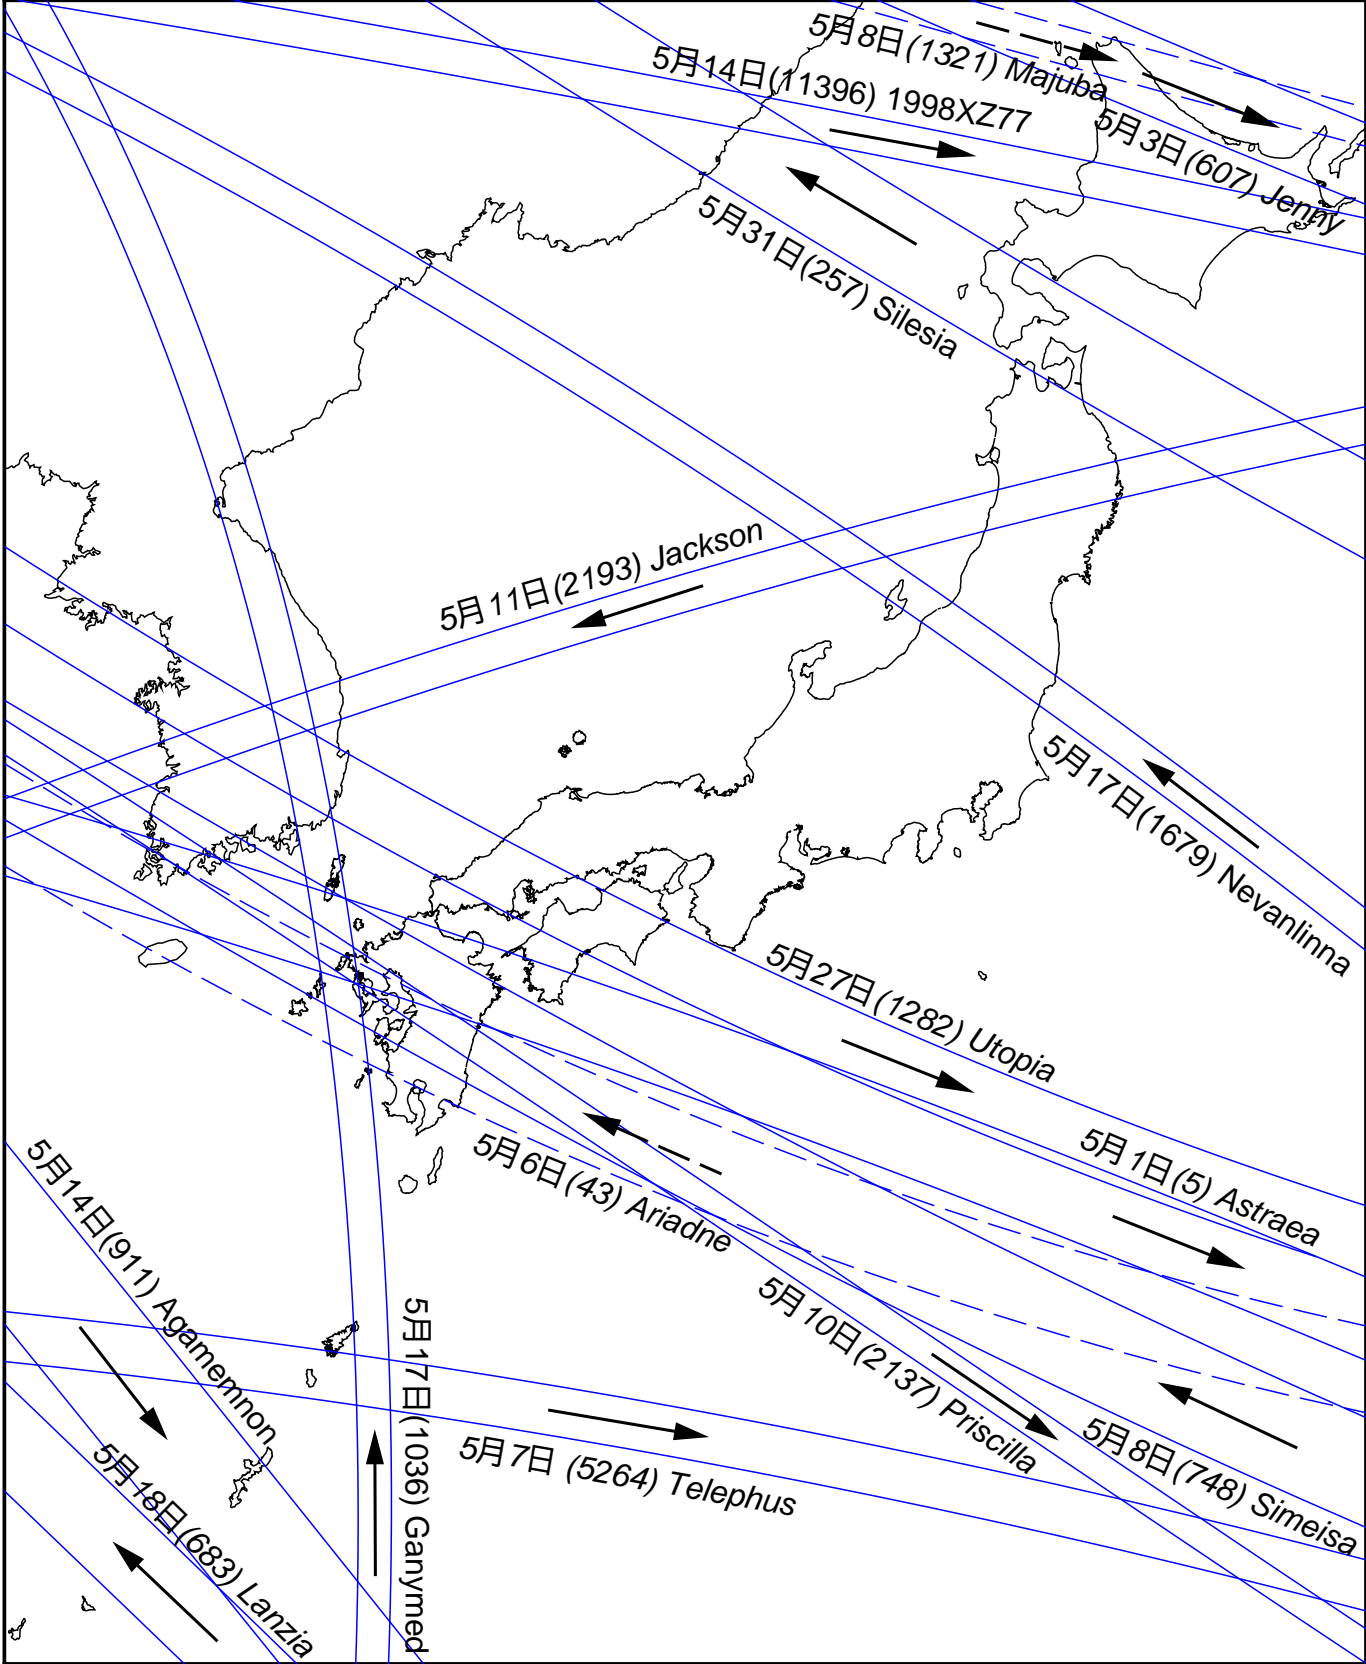 5月8日(1321) Majuba
5月14日(11396) 1998XZ77
5月3日(607) Jenny
5月31日(257) Silesia
5月11日(2193) Jackson
5月17日(1679) Nevanlinna
5月27日(1282) Utopia
5月1日(5) Astraea
5月6日(43) Ariadne
5月14日(911) Agamemnon
5月10日(2137) Priscilla
5月17日(1036) Ganymed
5月8日(748) Simeisa
5月7日 (5264) Telephus
5月18日(683) Lanzia